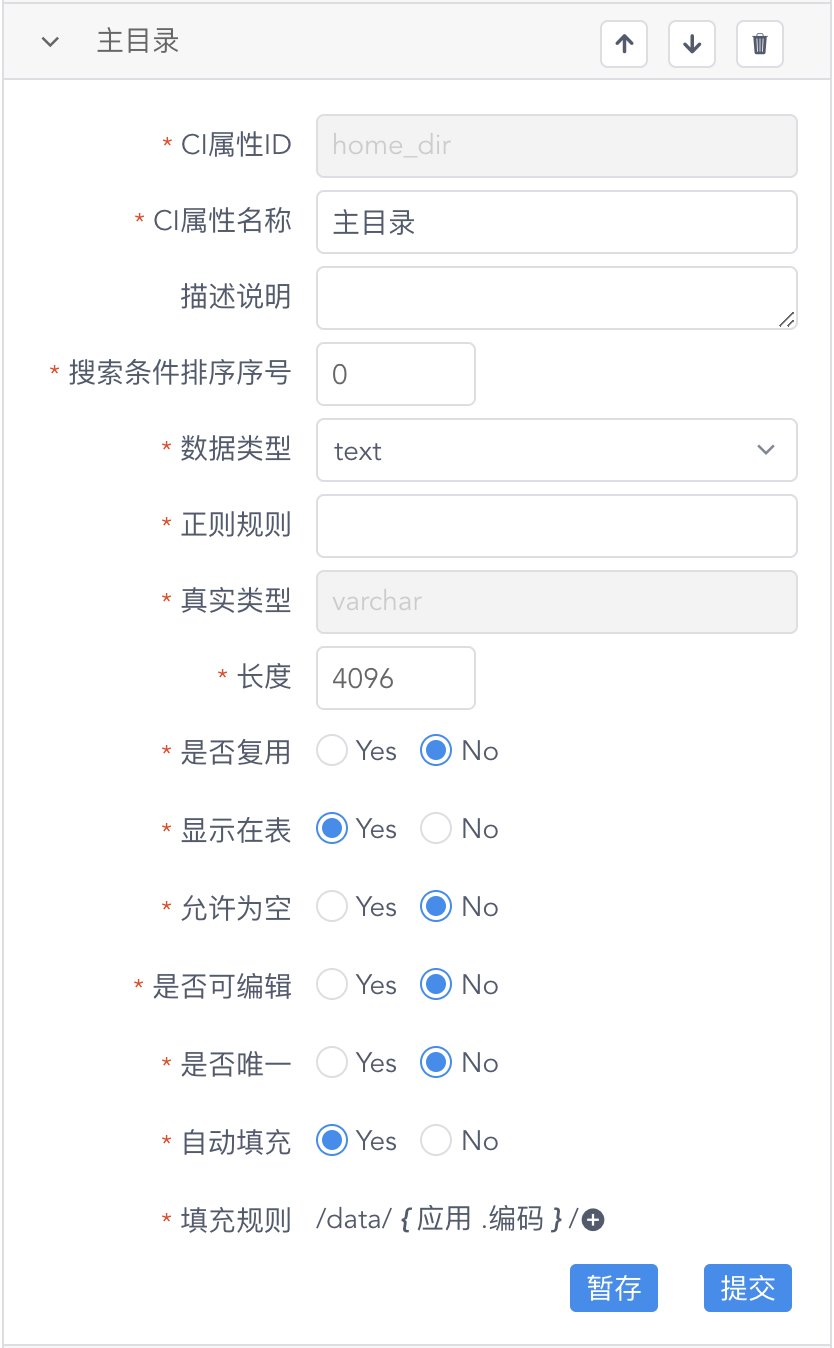 主目录
* CI属性ID home_dir
* CI属性名称 主目录
描述说明
* 搜索条件排序序号 0
* 数据类型 text
* 正则规则
* 真实类型 varchar
* 长度 4096
* 是否复用 Yes No
* 显示在表 Yes No
* 允许为空 Yes No
* 是否可编辑 Yes No
* 是否唯一 Yes No
* 自动填充 Yes No
* 填充规则 /data/ { 应用 .编码 } /
暂存 提交